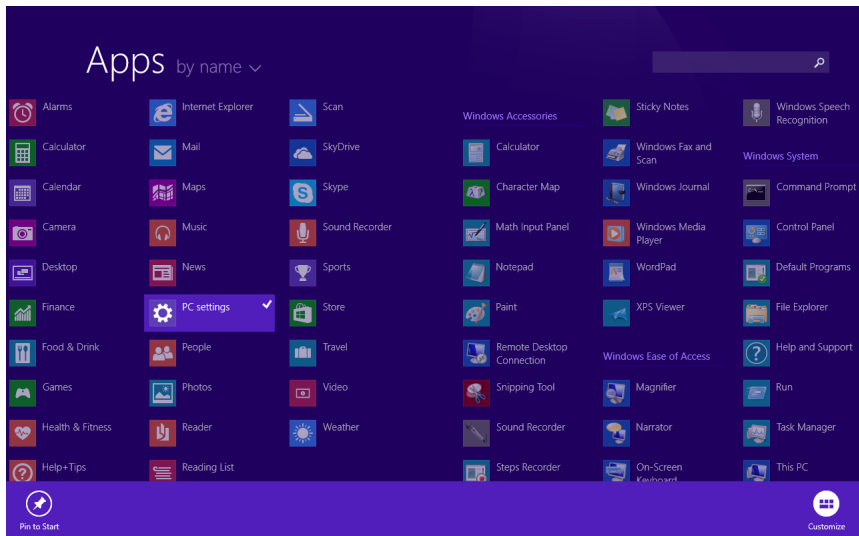 Apps by name
Alarms
Calculator
Calendar
Camera
Desktop
Finance
Food & Drink
Games
Health & Fitness
Help+Tips
Internet Explorer
Mail
Maps
Music
News
PC settings
People
Photos
Reader
Reading List
Scan
SkyDrive
Skype
Sound Recorder
Sports
Store
Travel
Video
Weather
Windows Accessories
Calculator
Character Map
Math Input Panel
Notepad
Paint
Remote Desktop
Connection
Snipping Tool
Sound Recorder
Steps Recorder
Sticky Notes
Windows Fax and
Scan
Windows Journal
Windows Media
Player
WordPad
XPS Viewer
Windows Ease of Access
Magnifier
Narrator
On-Screen
Keyboard
Windows Speech
Recognition
Windows System
Command Prompt
Control Panel
Default Programs
File Explorer
Help and Support
Run
Task Manager
This PC
Pin to Start
Customize